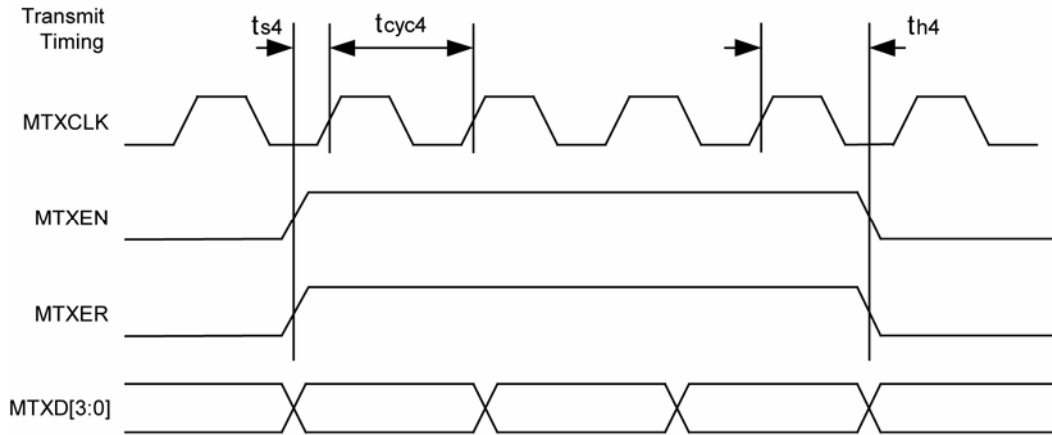 Transmit
Timing
ts4
tcyc4
th4
MTXCLK
MTXEN
MTXER
MTXD[3:0]